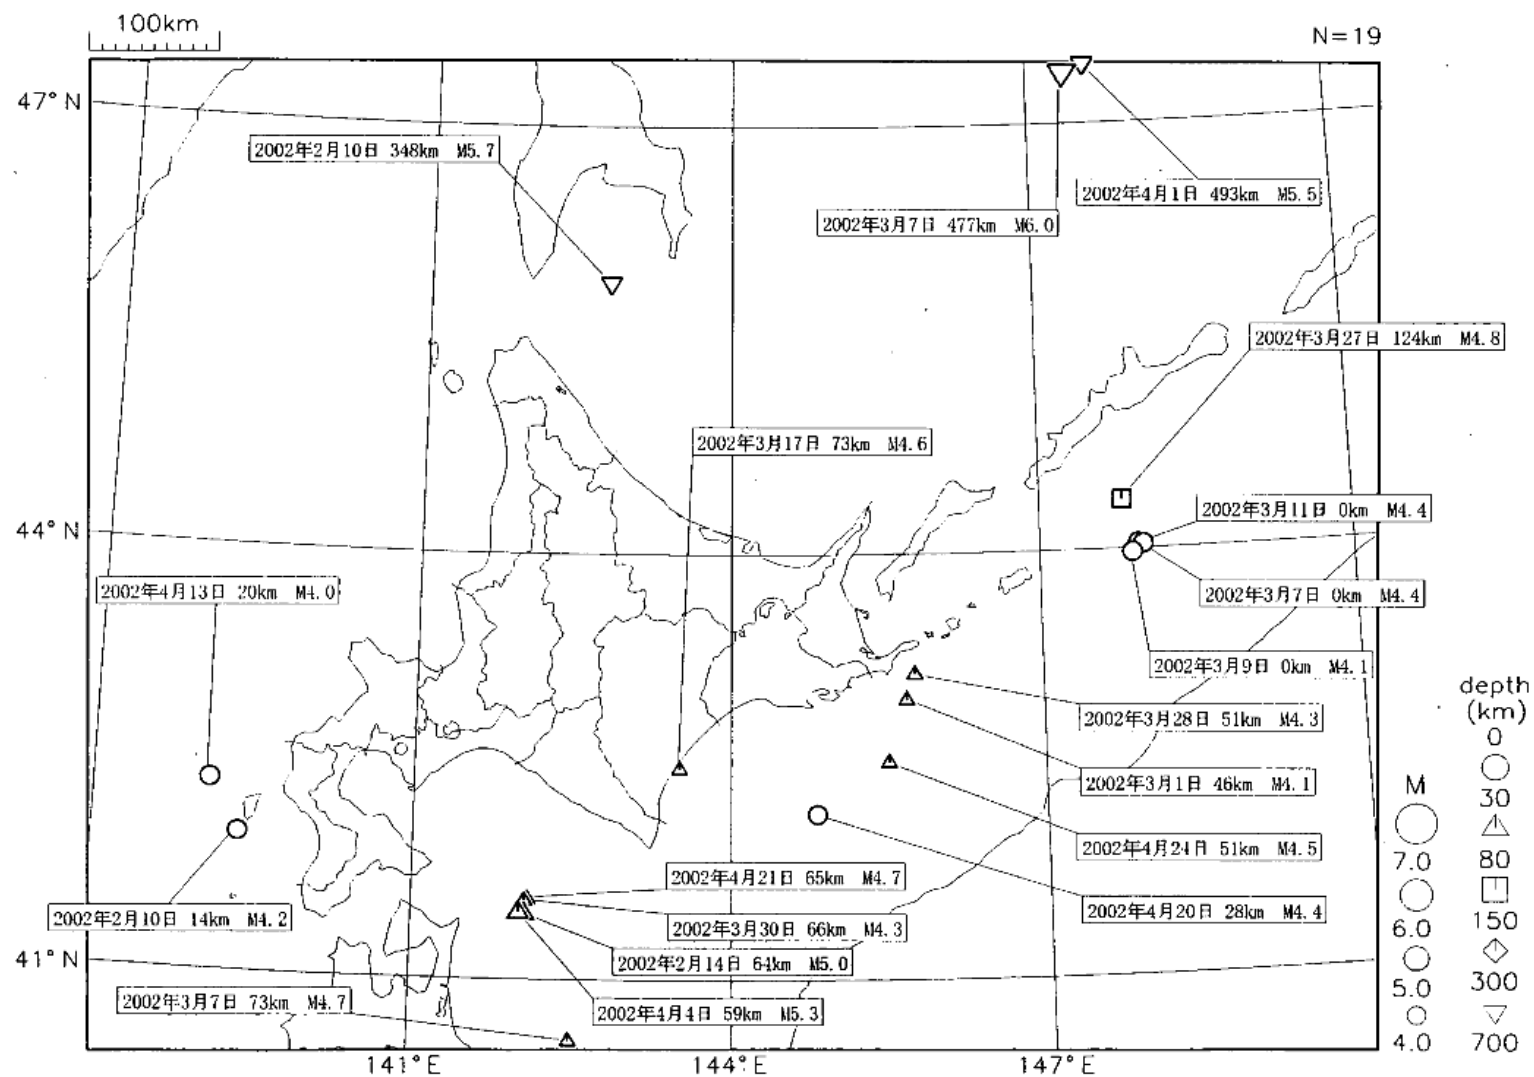 100km
N=19
47°N
2002年2月10日 348km M5.7
2002年4月1日 493km M5.5
2002年3月7日 477km M6.0
2002年3月27日 124km M4.8
2002年3月17日 73km M4.6
2002年3月11日 0km M4.4
44°N
2002年4月13日 20km M4.0
2002年3月7日 0km M4.4
2002年3月9日 0km M4.1
2002年3月28日 51km M4.3
2002年3月1日 46km M4.1
2002年4月24日 51km M4.5
2002年4月21日 65km M4.7
2002年4月20日 28km M4.4
2002年2月10日 14km M4.2
2002年3月30日 66km M4.3
2002年2月14日 64km M5.0
41°N
2002年3月7日 73km M4.7
2002年4月4日 59km M5.3
141°E
144°E
147°E
M
7.0
6.0
5.0
4.0
depth
(km)
0
30
80
150
300
700